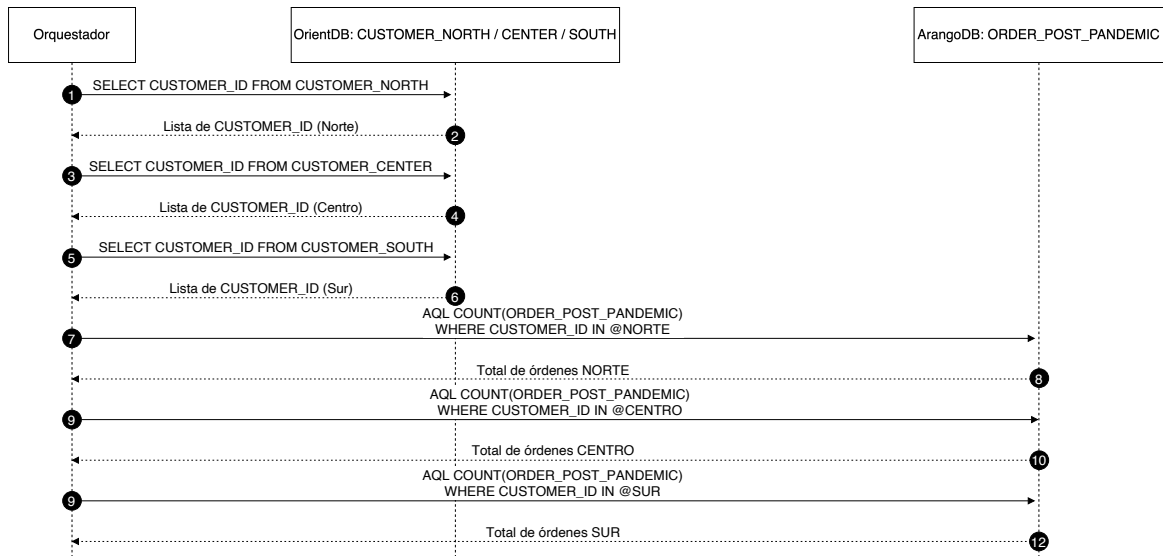 Orquestador
OrientDB: CUSTOMER_NORTH / CENTER / SOUTH
ArangoDB: ORDER_POST_PANDEMIC
SELECT CUSTOMER_ID FROM CUSTOMER_NORTH
1
Lista de CUSTOMER_ID (Norte)
2
SELECT CUSTOMER_ID FROM CUSTOMER_CENTER
3
Lista de CUSTOMER_ID (Centro)
4
SELECT CUSTOMER_ID FROM CUSTOMER_SOUTH
5
Lista de CUSTOMER_ID (Sur)
6
AQL COUNT(ORDER_POST_PANDEMIC)
WHERE CUSTOMER_ID IN @NORTE
7
Total de órdenes NORTE
8
AQL COUNT(ORDER_POST_PANDEMIC)
WHERE CUSTOMER_ID IN @CENTRO
9
Total de órdenes CENTRO
10
AQL COUNT(ORDER_POST_PANDEMIC)
WHERE CUSTOMER_ID IN @SUR
9
Total de órdenes SUR
12